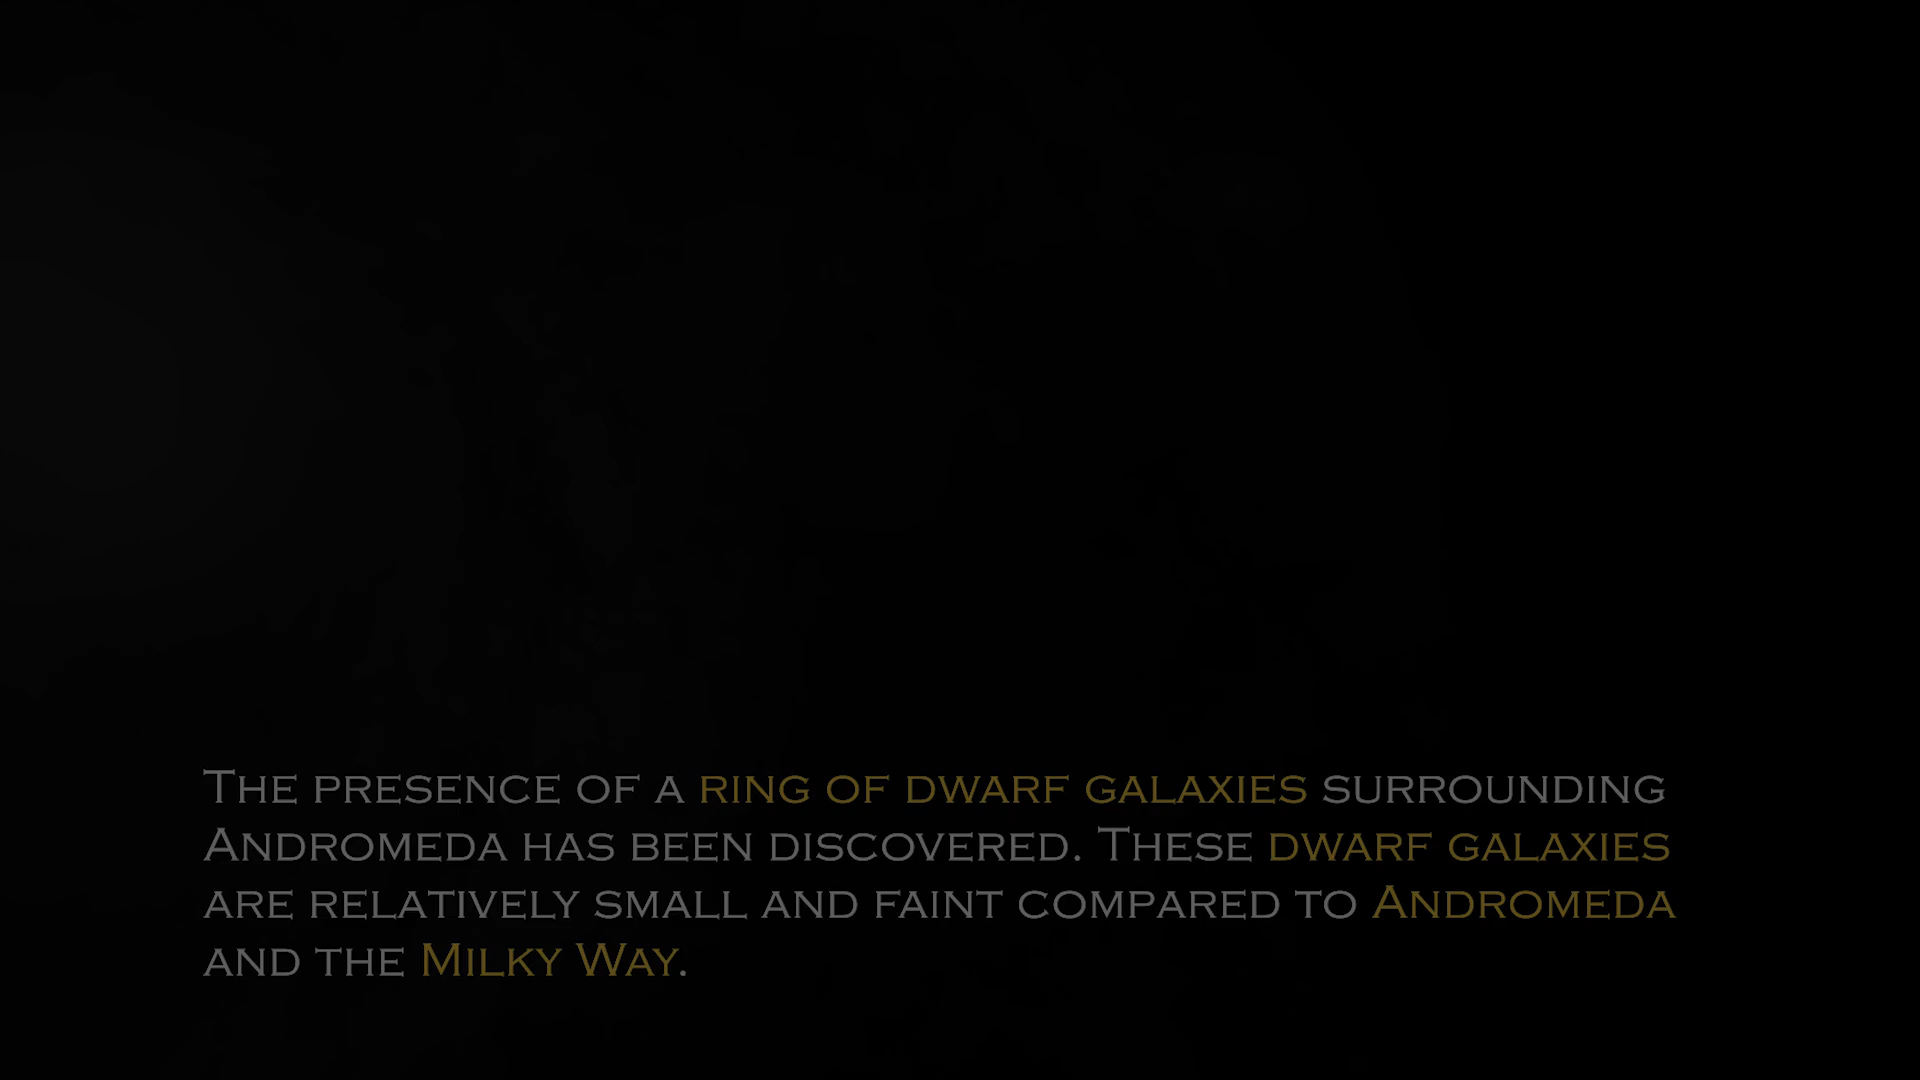 The presence of a ring of dwarf galaxies surrounding
Andromeda has been discovered. These dwarf galaxies
are relatively small and faint compared to Andromeda
and the Milky Way.